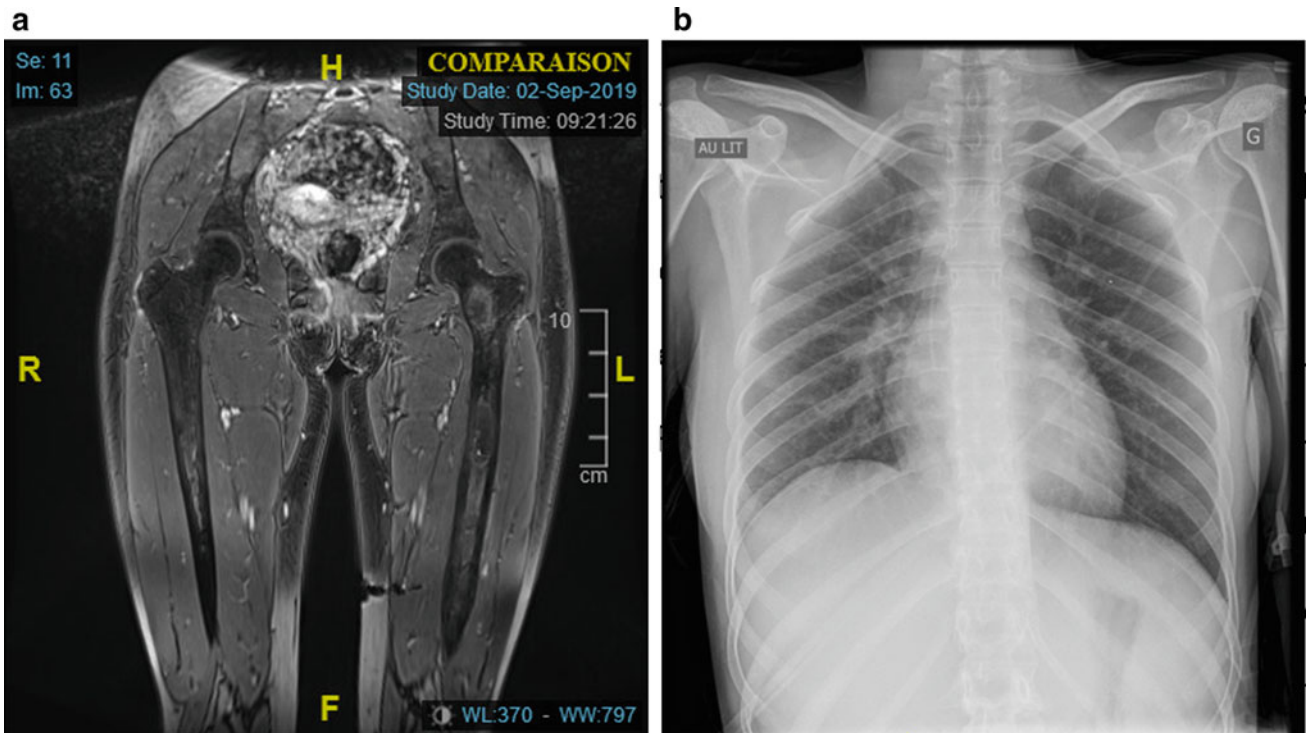 a
b
Se: 11
Im: 63
H
COMPARAISON
Study Date: 02-Sep-2019
Study Time: 09:21:26
R
L
10
cm
F
WL:370 - WW:797
AU LIT
G